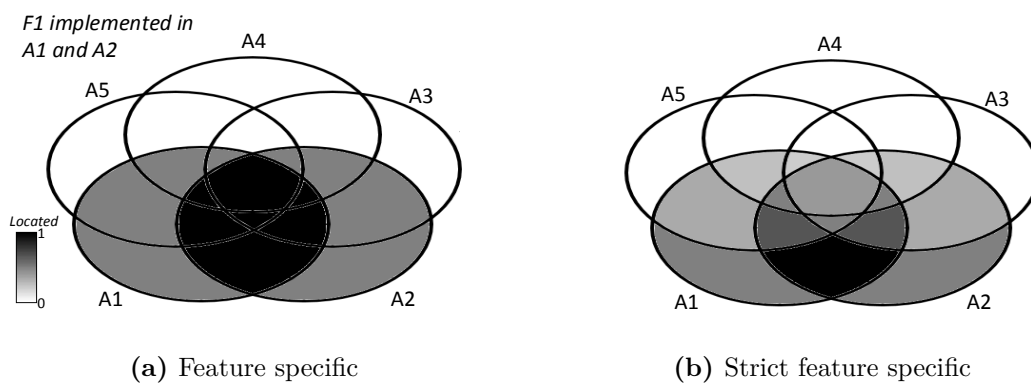 F1 implemented in
A1 and A2
A4
A5
A3
Located
1
0
A1
A2
(a) Feature specific
A4
A5
A3
A1
A2
(b) Strict feature specific